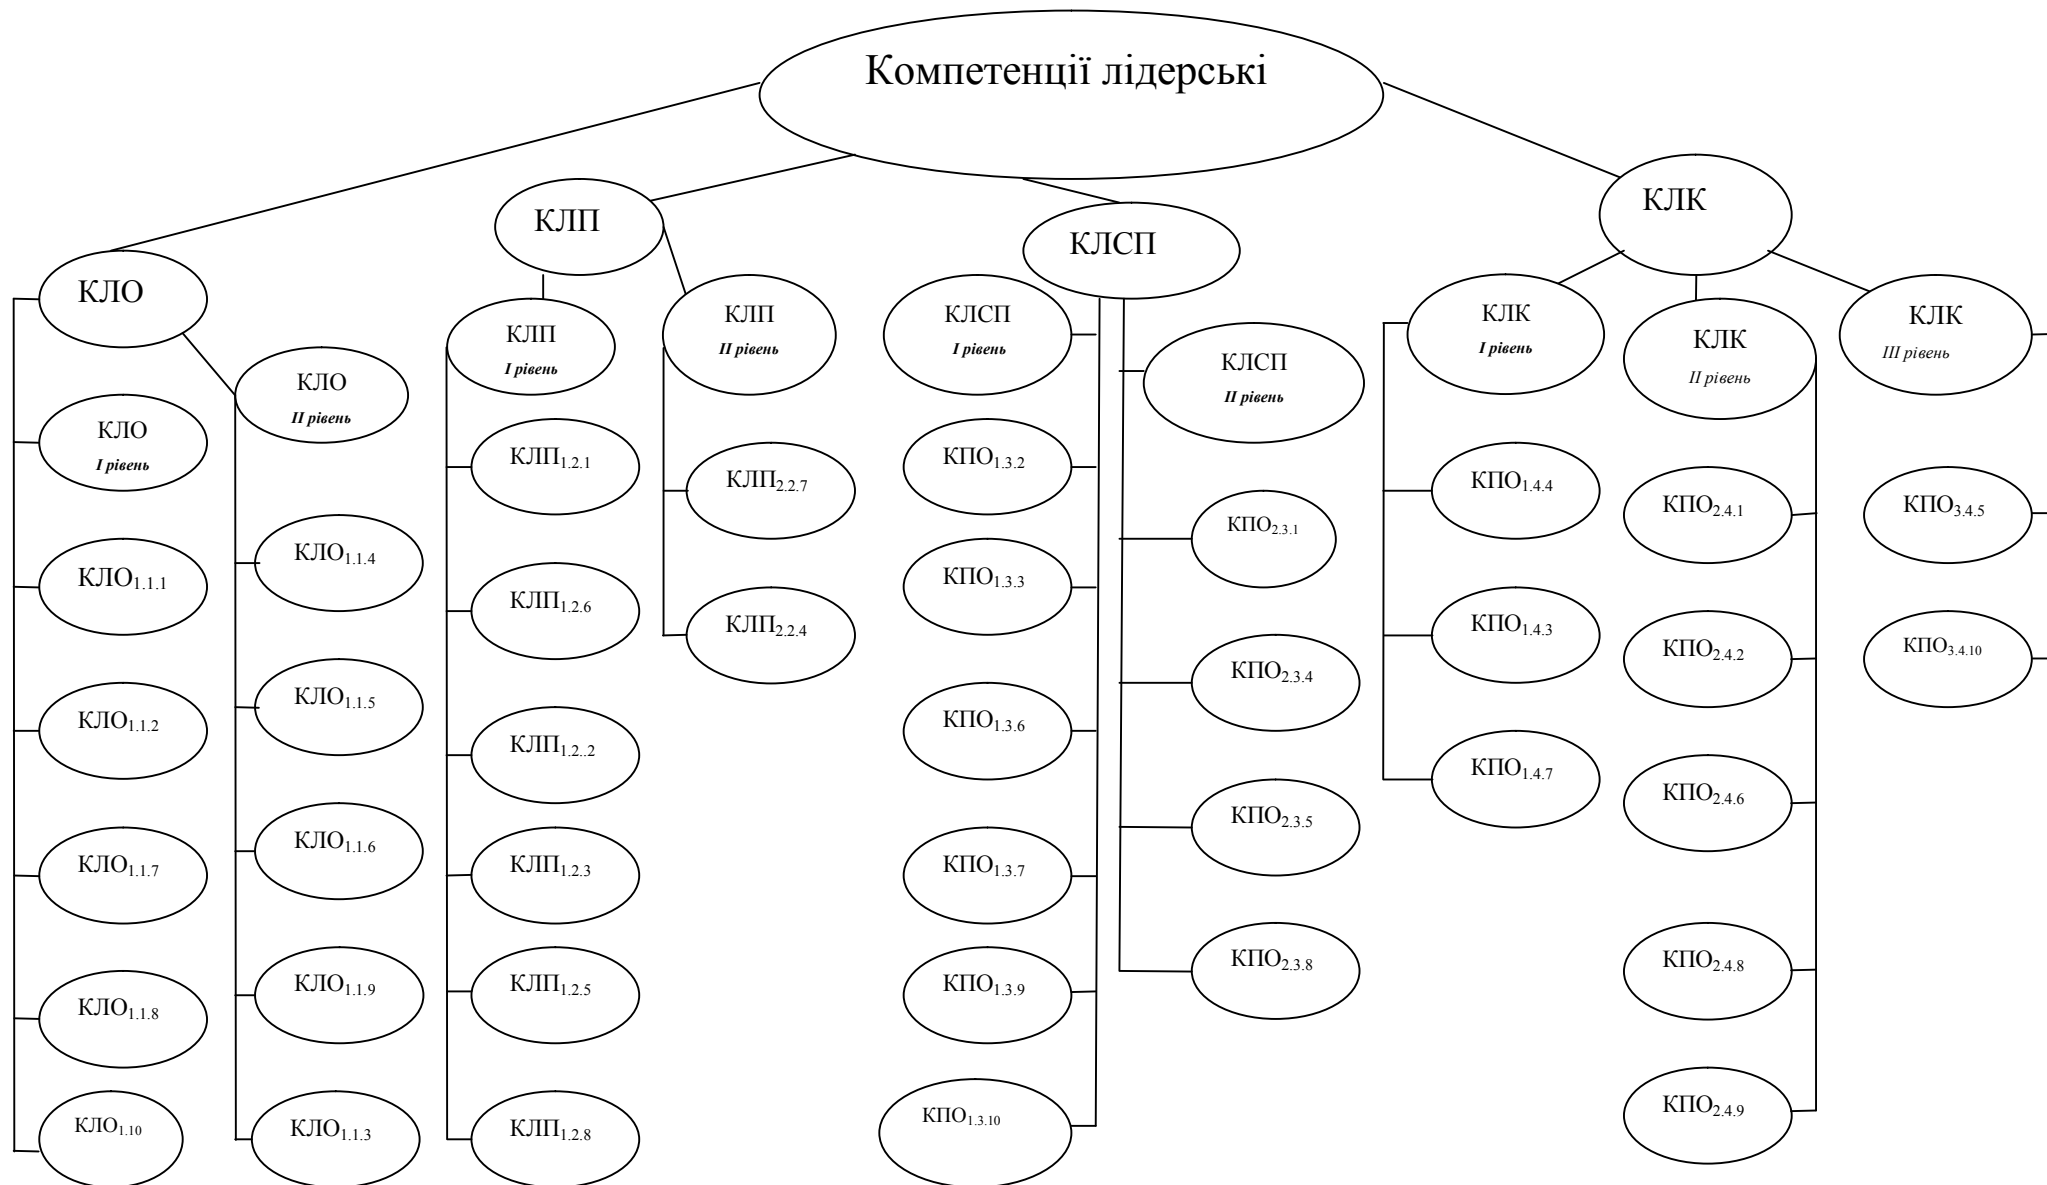 Компетенції лідерські
КЛО
КЛО
І рівень
КЛО1.1.1
КЛО1.1.2
КЛО1.1.7
КЛО1.1.8
КЛО1.10
КЛО
ІІ рівень
КЛО1.1.4
КЛО1.1.5
КЛО1.1.6
КЛО1.1.9
КЛО1.1.3
КЛП
КЛП
І рівень
КЛП1.2.1
КЛП1.2.6
КЛП1.2..2
КЛП1.2.3
КЛП1.2.5
КЛП1.2.8
КЛП
ІІ рівень
КЛП2.2.7
КЛП2.2.4
КЛСП
КЛСП
І рівень
КПО1.3.2
КПО1.3.3
КПО1.3.6
КПО1.3.7
КПО1.3.9
КПО1.3.10
КЛСП
ІІ рівень
КПО2.3.1
КПО2.3.4
КПО2.3.5
КПО2.3.8
КЛК
КЛК
І рівень
КПО1.4.4
КПО1.4.3
КПО1.4.7
КЛК
ІІ рівень
КПО2.4.1
КПО2.4.2
КПО2.4.6
КПО2.4.8
КПО2.4.9
КЛК
ІІІ рівень
КПО3.4.5
КПО3.4.10